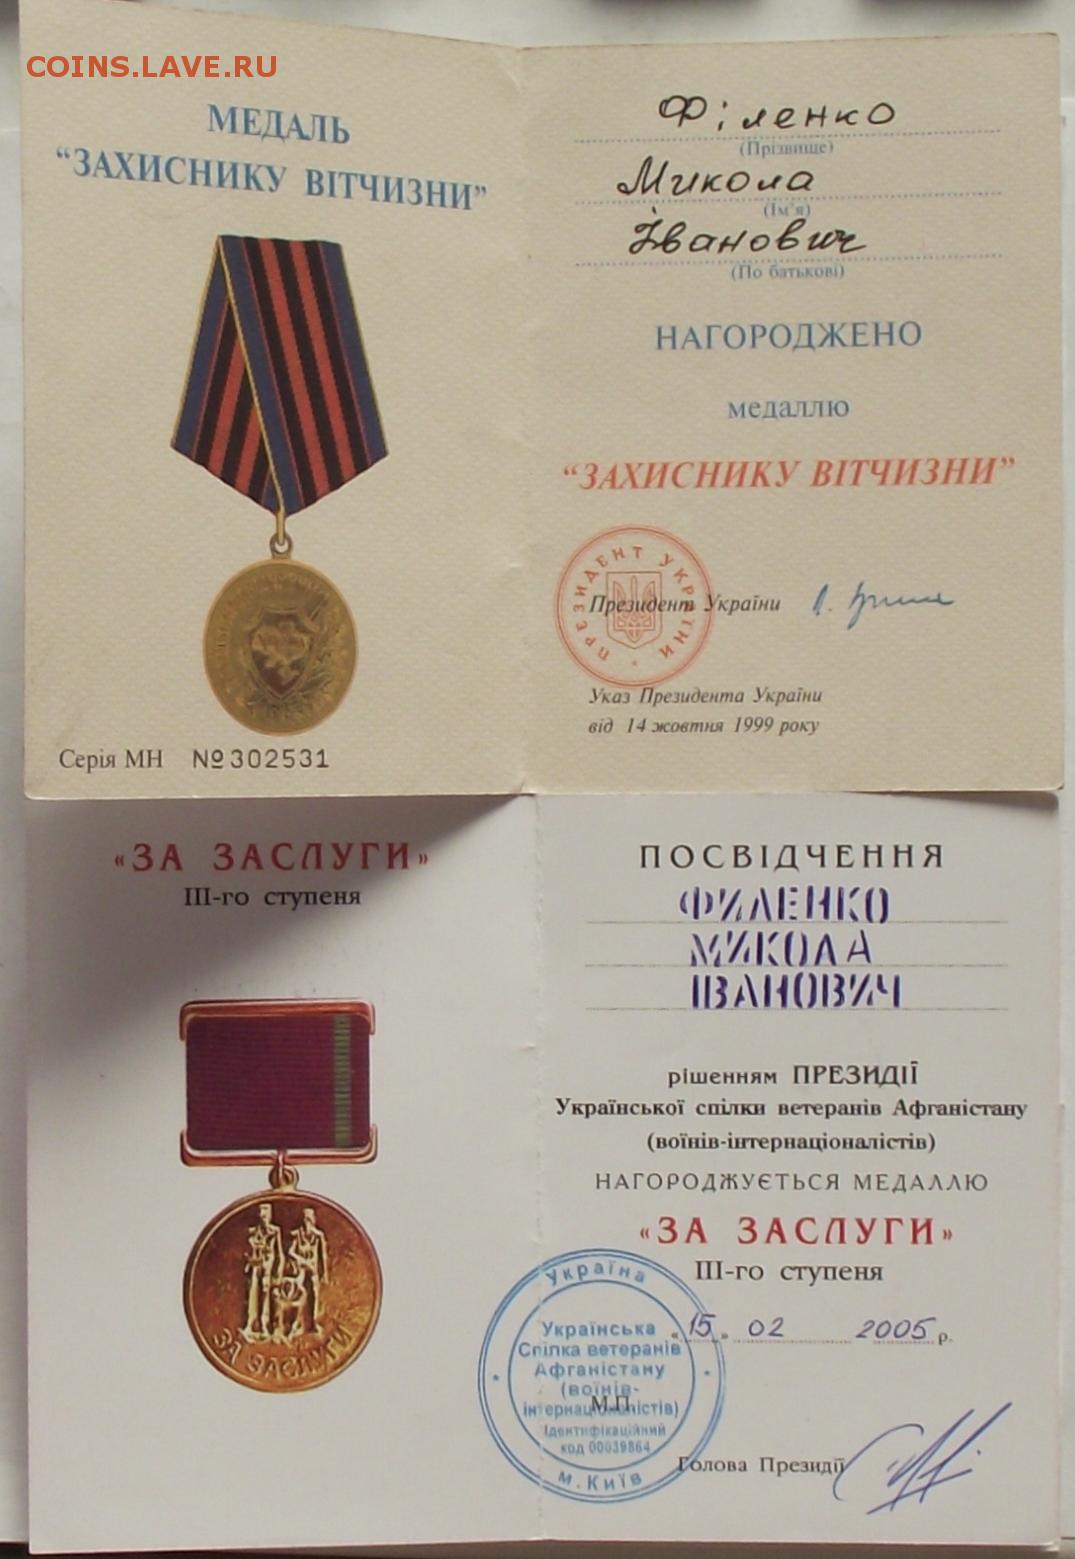 COINS.LAVE.RU
МЕДАЛЬ
“ЗАХИСНИКУ ВІТЧИЗНИ”
Серія МН №302531
Філенко
(Прізвище)
Микола
(Ім'я)
Іванович
(По батькові)
НАГОРОДЖЕНО
медаллю
“ЗАХИСНИКУ ВІТЧИЗНИ”
ПРЕЗИДЕНТ УКРАЇНИ
Президент України
Указ Президента України
від 14 жовтня 1999 року
«ЗА ЗАСЛУГИ»
III-го ступеня
ЗА ЗАСЛУГИ
ПОСВІДЧЕННЯ
ФИЛЕНКО
МИКОЛА
ІВАНОВИЧ
рішенням ПРЕЗИДІЇ
Української спілки ветеранів Афганістану
(воїнів-інтернаціоналістів)
НАГОРОДЖУЄТЬСЯ МЕДАЛЛЮ
«ЗА ЗАСЛУГИ»
III-го ступеня
«15» 02 2005 р.
Україна
Українська
Спілка ветеранів
Афганістану
(воїнів-
інтернаціоналістів)
Ідентифікаційний
код 00039864
м. Київ
М.П.
Голова Президії